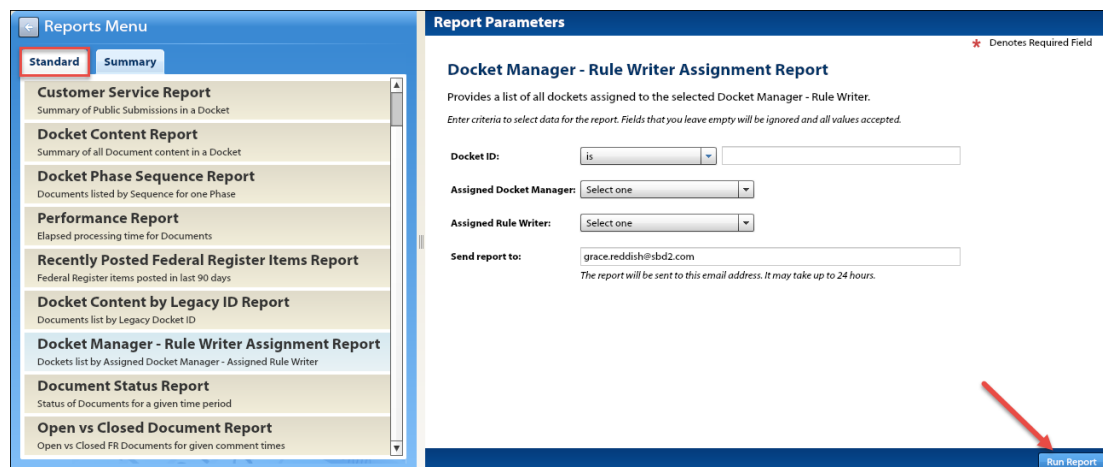 Reports Menu
Standard
Summary
Customer Service Report
Summary of Public Submissions in a Docket
Docket Content Report
Summary of all Document content in a Docket
Docket Phase Sequence Report
Documents listed by Sequence for one Phase
Performance Report
Elapsed processing time for Documents
Recently Posted Federal Register Items Report
Federal Register items posted in last 90 days
Docket Content by Legacy ID Report
Documents list by Legacy Docket ID
Docket Manager - Rule Writer Assignment Report
Dockets list by Assigned Docket Manager - Assigned Rule Writer
Document Status Report
Status of Documents for a given time period
Open vs Closed Document Report
Open vs Closed FR Documents for given comment times
Report Parameters
* Denotes Required Field
Docket Manager - Rule Writer Assignment Report
Provides a list of all dockets assigned to the selected Docket Manager - Rule Writer.
Enter criteria to select data for the report. Fields that you leave empty will be ignored and all values accepted.
Docket ID: is
Assigned Docket Manager: Select one
Assigned Rule Writer: Select one
Send report to: grace.reddish@sbd2.com
The report will be sent to this email address. It may take up to 24 hours.
Run Report